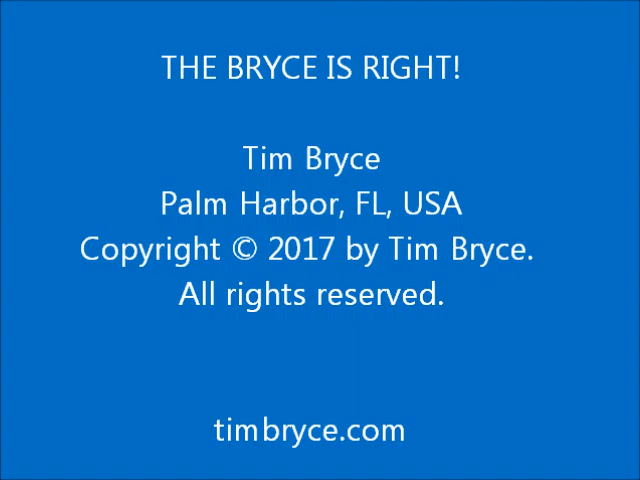 THE BRYCE IS RIGHT!
Tim Bryce
Palm Harbor, FL, USA
Copyright © 2017 by Tim Bryce.
All rights reserved.
timbryce.com